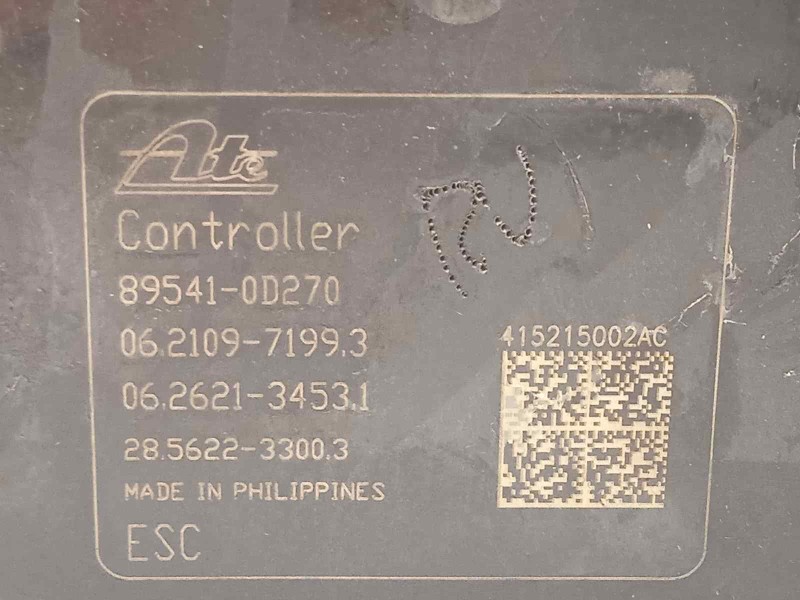 Ate
Controller
89541-0D270
06.2109-7199.3
06.2621-3453.1
28.5622-3300.3
MADE IN PHILIPPINES
ESC
415215002AC